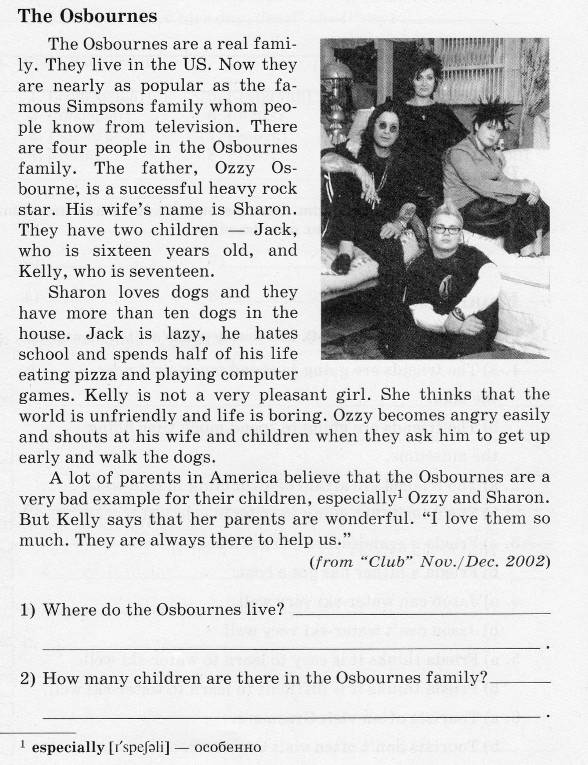 The Osbournes
The Osbournes are a real fami-
ly. They live in the US. Now they
are nearly as popular as the fa-
mous Simpsons family whom peo-
ple know from television. There
are four people in the Osbournes
family. The father, Ozzy Os-
bourne, is a successful heavy rock
star. His wife's name is Sharon.
They have two children — Jack,
who is sixteen years old, and
Kelly, who is seventeen.
Sharon loves dogs and they
have more than ten dogs in the
house. Jack is lazy, he hates
school and spends half of his life
eating pizza and playing computer
games. Kelly is not a very pleasant girl. She thinks that the
world is unfriendly and life is boring. Ozzy becomes angry easily
and shouts at his wife and children when they ask him to get up
early and walk the dogs.
A lot of parents in America believe that the Osbournes are a
very bad example for their children, especially¹ Ozzy and Sharon.
But Kelly says that her parents are wonderful. “I love them so
much. They are always there to help us.”
(from “Club” Nov./Dec. 2002)
1) Where do the Osbournes live?
.
2) How many children are there in the Osbournes family?
.
¹ especially [ɪˈspeʃəli] — особенно